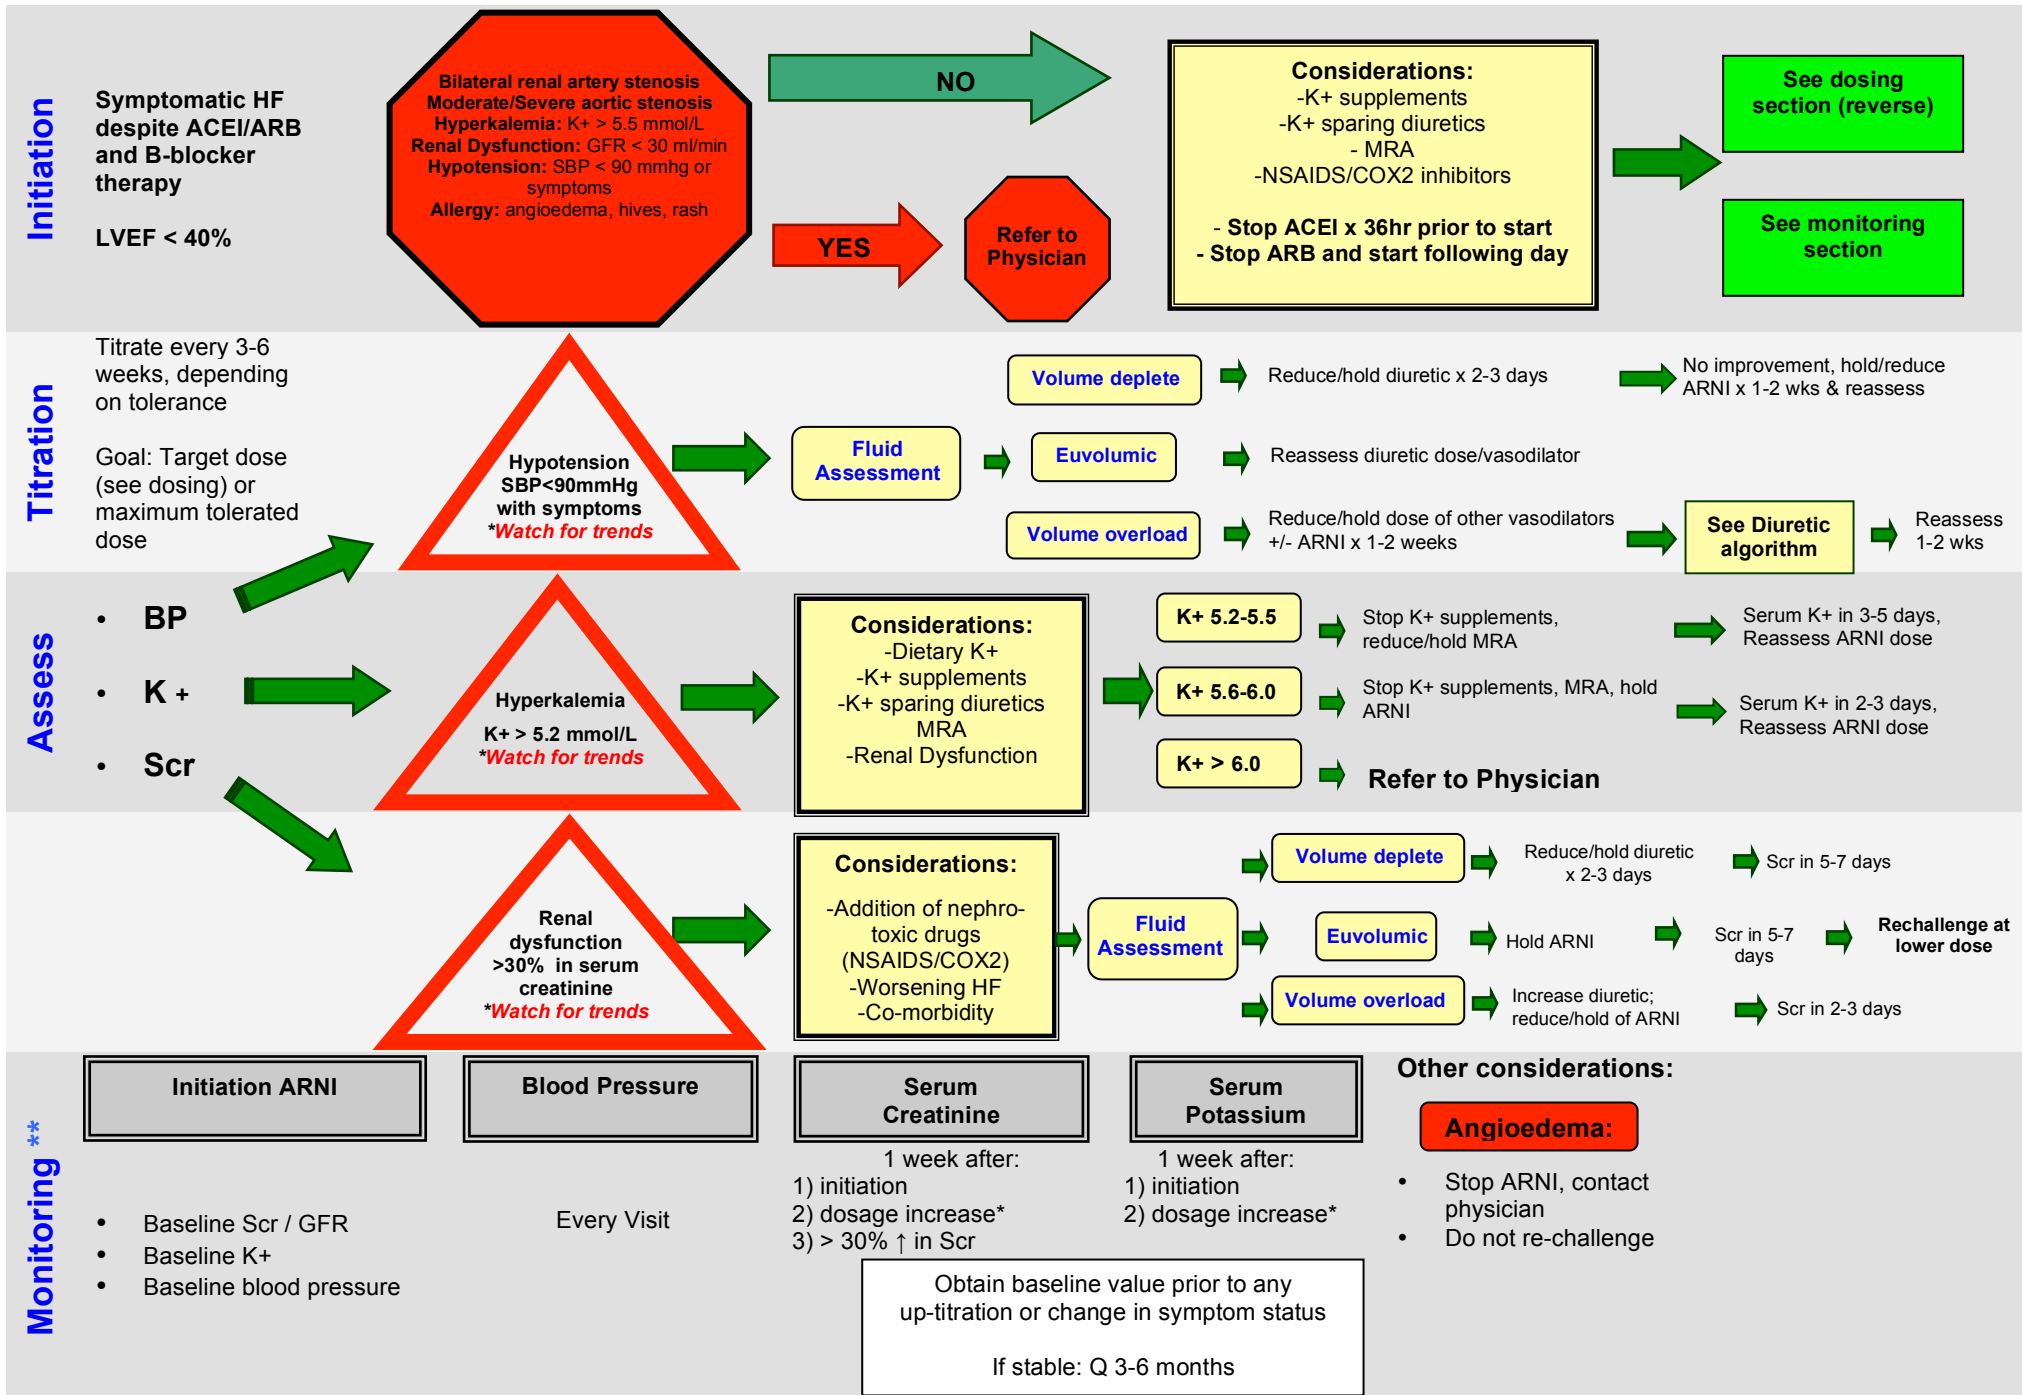 Initiation
Symptomatic HF
despite ACEI/ARB
and B-blocker
therapy
LVEF < 40%
Bilateral renal artery stenosis
Moderate/Severe aortic stenosis
Hyperkalemia: K+ > 5.5 mmol/L
Renal Dysfunction: GFR < 30 ml/min
Hypotension: SBP < 90 mmhg or
symptoms
Allergy: angioedema, hives, rash
NO
YES
Refer to
Physician
Considerations:
-K+ supplements
-K+ sparing diuretics
- MRA
-NSAIDS/COX2 inhibitors
- Stop ACEI x 36hr prior to start
- Stop ARB and start following day
See dosing
section (reverse)
See monitoring
section
Titration
Titrate every 3-6
weeks, depending
on tolerance
Goal: Target dose
(see dosing) or
maximum tolerated
dose
Hypotension
SBP<90mmHg
with symptoms
*Watch for trends
Fluid
Assessment
Volume deplete
Reduce/hold diuretic x 2-3 days
No improvement, hold/reduce
ARNI x 1-2 wks & reassess
Euvolumic
Reassess diuretic dose/vasodilator
Volume overload
Reduce/hold dose of other vasodilators
+/- ARNI x 1-2 weeks
See Diuretic
algorithm
Reassess
1-2 wks
Assess
• BP
• K +
• Scr
Hyperkalemia
K+ > 5.2 mmol/L
*Watch for trends
Considerations:
-Dietary K+
-K+ supplements
-K+ sparing diuretics
MRA
-Renal Dysfunction
K+ 5.2-5.5
Stop K+ supplements,
reduce/hold MRA
Serum K+ in 3-5 days,
Reassess ARNI dose
K+ 5.6-6.0
Stop K+ supplements, MRA, hold
ARNI
Serum K+ in 2-3 days,
Reassess ARNI dose
K+ > 6.0
Refer to Physician
Renal
dysfunction
>30% in serum
creatinine
*Watch for trends
Considerations:
-Addition of nephro-
toxic drugs
(NSAIDS/COX2)
-Worsening HF
-Co-morbidity
Fluid
Assessment
Volume deplete
Reduce/hold diuretic
x 2-3 days
Scr in 5-7 days
Euvolumic
Hold ARNI
Scr in 5-7
days
Rechallenge at
lower dose
Volume overload
Increase diuretic;
reduce/hold of ARNI
Scr in 2-3 days
Monitoring **
Initiation ARNI
• Baseline Scr / GFR
• Baseline K+
• Baseline blood pressure
Blood Pressure
Every Visit
Serum
Creatinine
1 week after:
1) initiation
2) dosage increase*
3) > 30% ↑ in Scr
Serum
Potassium
1 week after:
1) initiation
2) dosage increase*
Obtain baseline value prior to any
up-titration or change in symptom status
If stable: Q 3-6 months
Other considerations:
Angioedema:
• Stop ARNI, contact
physician
• Do not re-challenge